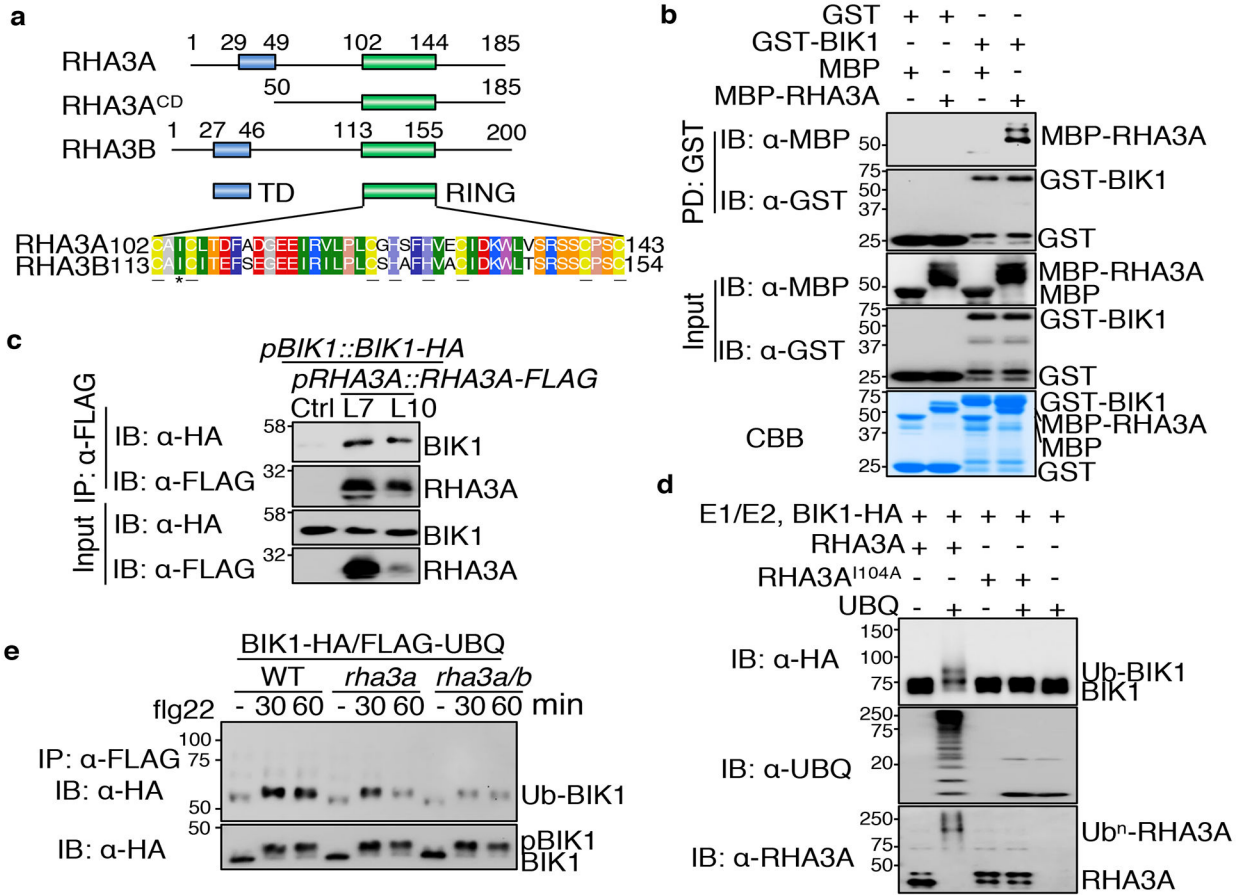 a
1 29 49 102 144 185
RHA3A
50 185
RHA3A^CD
1 27 46 113 155 200
RHA3B
TD RING
RHA3A102 CAICLTDFADGEEIRVLPLCGHSFHVECIDKWLVSRSSCPSC 143
RHA3B113 CAICITEFSEGEEIRILPLCSHAFHVACIDKWLTSRSSCPSC 154
*
b
GST + + - -
GST-BIK1 - - + +
MBP + - + -
MBP-RHA3A - + - +
PD: GST
IB: α-MBP 50 MBP-RHA3A
IB: α-GST 75 50 37 25 GST-BIK1 GST
Input
IB: α-MBP 50 MBP-RHA3A MBP
IB: α-GST 75 50 37 25 GST-BIK1 GST
CBB 75 50 37 25 GST-BIK1 MBP-RHA3A MBP GST
c
pBIK1::BIK1-HA
pRHA3A::RHA3A-FLAG
Ctrl L7 L10
IP: α-FLAG
IB: α-HA 58 BIK1
IB: α-FLAG 32 RHA3A
Input
IB: α-HA 58 BIK1
IB: α-FLAG 32 RHA3A
d
E1/E2, BIK1-HA + + + + +
RHA3A + + - - -
RHA3A^I104A - - + + -
UBQ - + - + +
IB: α-HA 150 100 75 Ub-BIK1 BIK1
IB: α-UBQ 250 75 20
IB: α-RHA3A 250 75 50 Ub^n-RHA3A RHA3A
e
BIK1-HA/FLAG-UBQ
WT rha3a rha3a/b
flg22 - 30 60 - 30 60 - 30 60 min
IP: α-FLAG
IB: α-HA 100 75 50 Ub-BIK1
IB: α-HA 50 pBIK1 BIK1